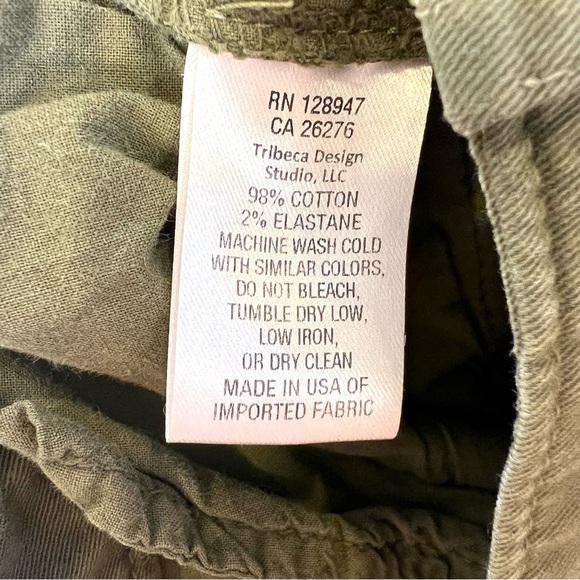 RN 128947
CA 26276
Tribeca Design
Studio, LLC
98% COTTON
2% ELASTANE
MACHINE WASH COLD
WITH SIMILAR COLORS,
DO NOT BLEACH,
TUMBLE DRY LOW,
LOW IRON,
OR DRY CLEAN
MADE IN USA OF
IMPORTED FABRIC